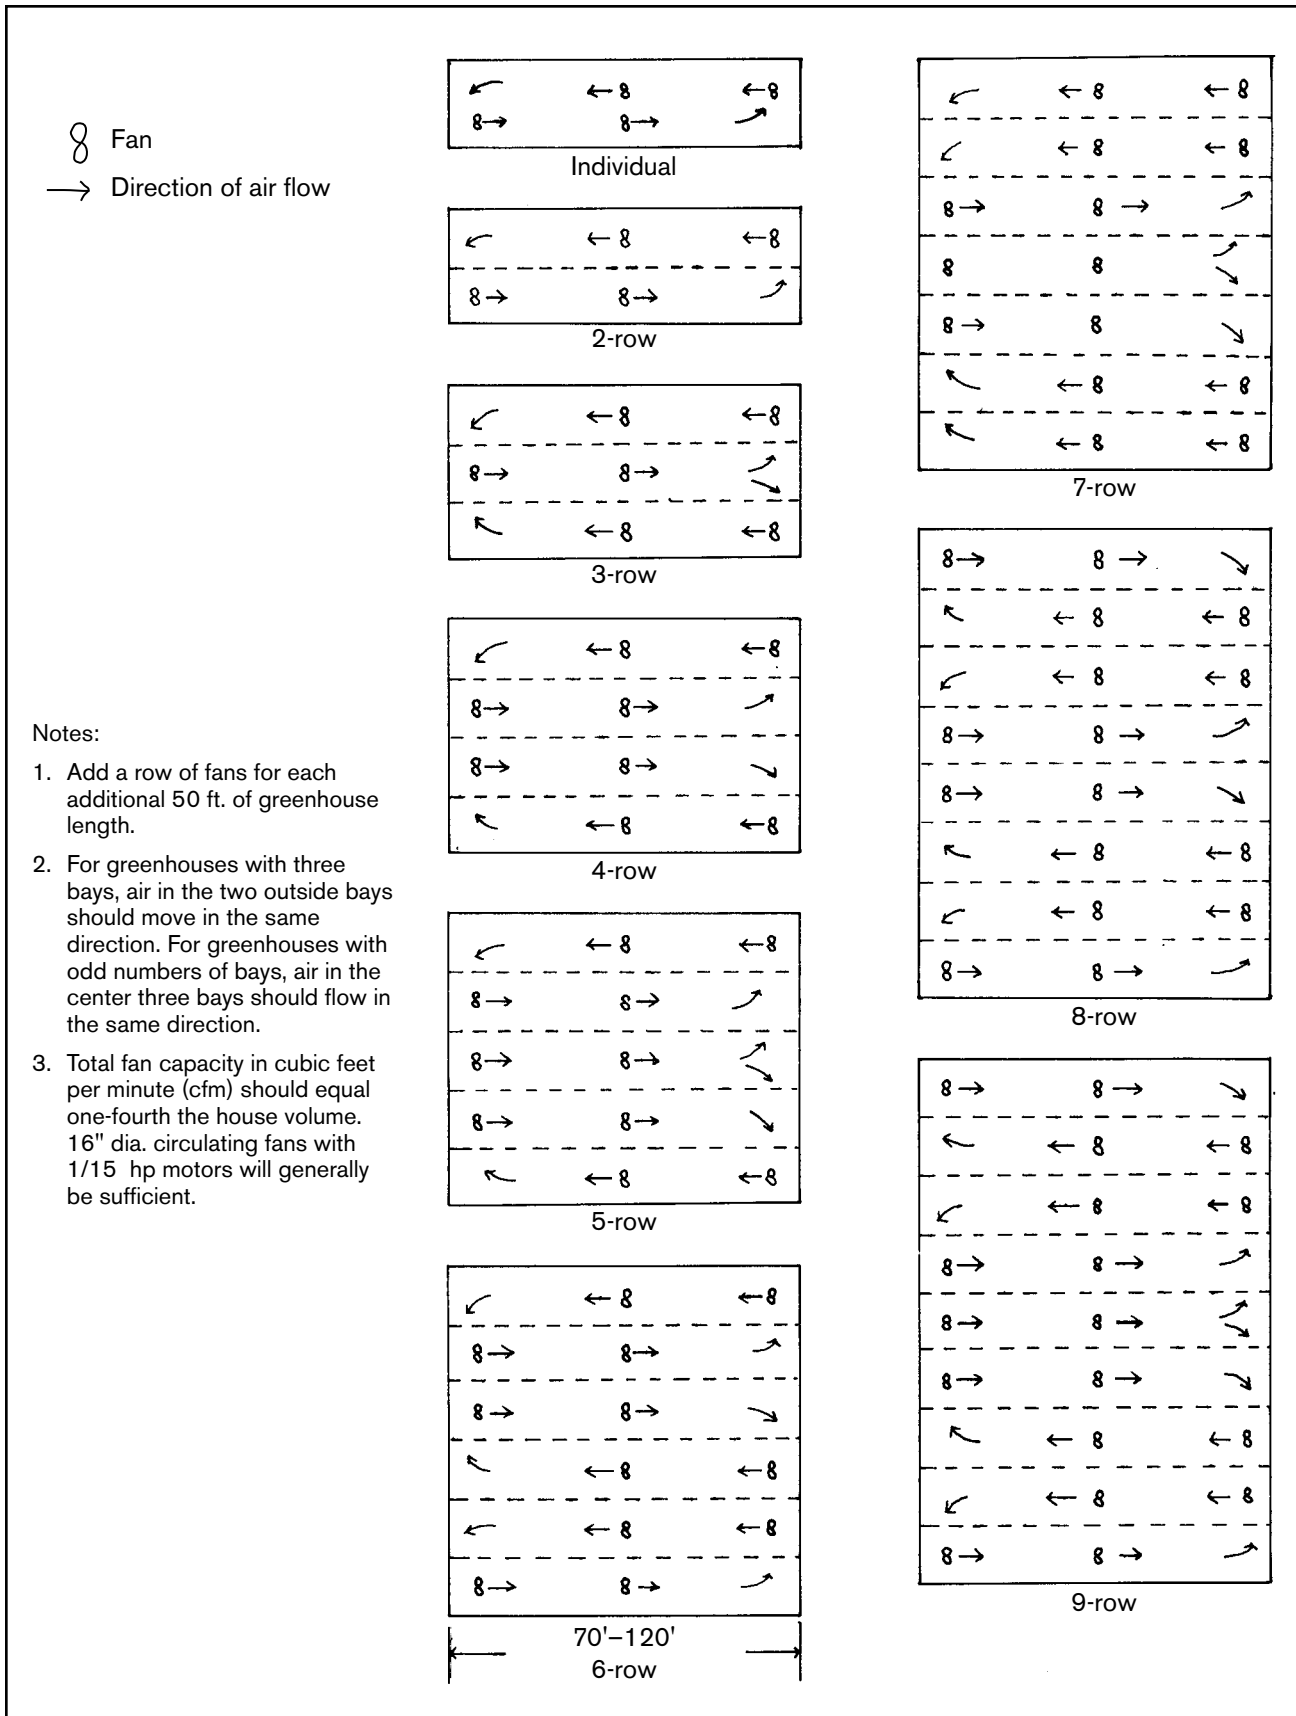 Fan
Direction of air flow
Individual
2-row
3-row
4-row
5-row
70'–120'
6-row
7-row
8-row
9-row
Notes:
1. Add a row of fans for each
additional 50 ft. of greenhouse
length.
2. For greenhouses with three
bays, air in the two outside bays
should move in the same
direction. For greenhouses with
odd numbers of bays, air in the
center three bays should flow in
the same direction.
3. Total fan capacity in cubic feet
per minute (cfm) should equal
one-fourth the house volume.
16" dia. circulating fans with
1/15 hp motors will generally
be sufficient.